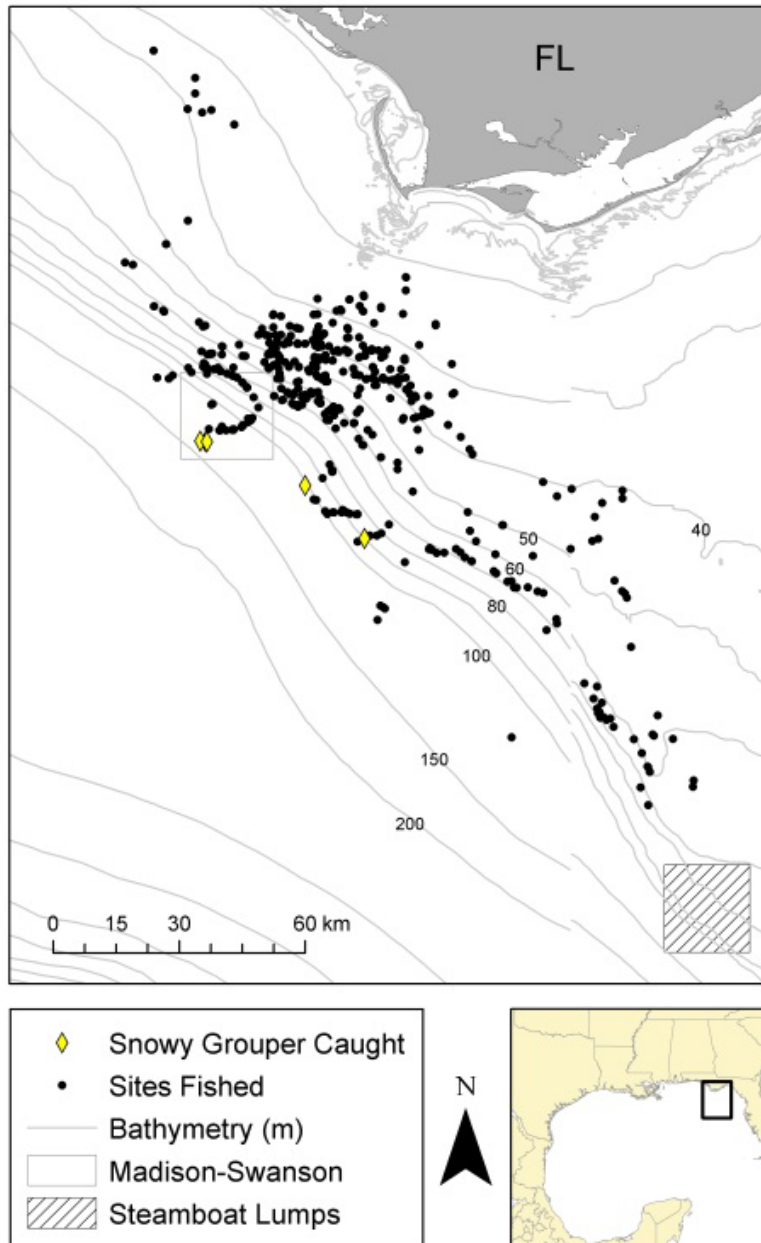 FL
40
50
60
80
100
150
200
0 15 30 60 km
Snowy Grouper Caught
Sites Fished
Bathymetry (m)
Madison-Swanson
Steamboat Lumps
N